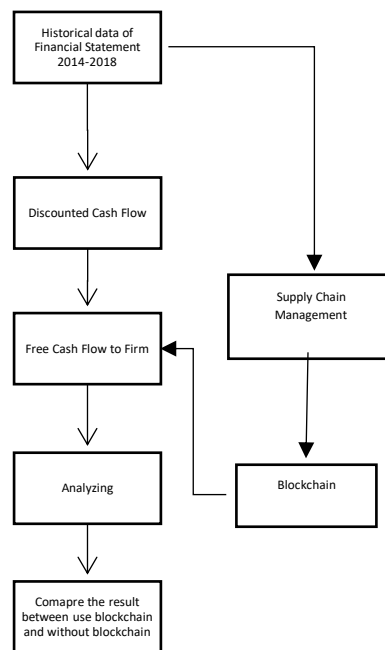 Historical data of
Financial Statement
2014-2018
Discounted Cash Flow
Supply Chain
Management
Free Cash Flow to Firm
Blockchain
Analyzing
Comapre the result
between use blockchain
and without blockchain